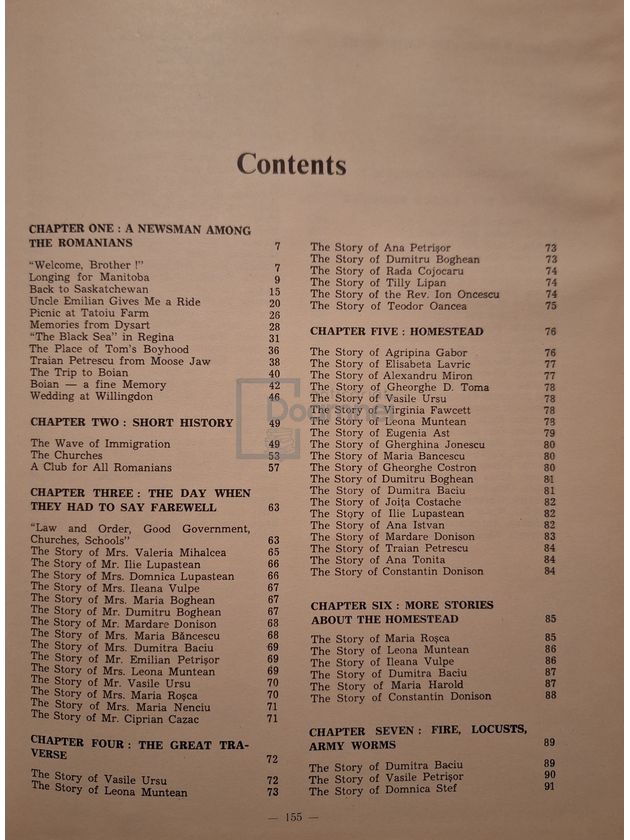 Contents
CHAPTER ONE : A NEWSMAN AMONG
THE ROMANIANS 7
"Welcome, Brother !" 7
Longing for Manitoba 9
Back to Saskatchewan 15
Uncle Emilian Gives Me a Ride 20
Picnic at Tatoiu Farm 26
Memories from Dysart 28
"The Black Sea" in Regina 31
The Place of Tom's Boyhood 36
Traian Petrescu from Moose Jaw 38
The Trip to Boian 40
Boian — a fine Memory 42
Wedding at Willingdon 46
CHAPTER TWO : SHORT HISTORY 49
The Wave of Immigration 49
The Churches 53
A Club for All Romanians 57
CHAPTER THREE : THE DAY WHEN
THEY HAD TO SAY FAREWELL 63
"Law and Order, Good Government,
Churches, Schools" 63
The Story of Mrs. Valeria Mihalcea 65
The Story of Mr. Ilie Lupastean 66
The Story of Mrs. Domnica Lupastean 66
The Story of Mrs. Ileana Vulpe 67
The Story of Mrs. Maria Boghean 67
The Story of Mr. Dumitru Boghean 67
The Story of Mr. Mardare Donison 68
The Story of Mrs. Maria Băncescu 68
The Story of Mrs. Dumitra Baciu 69
The Story of Mr. Emilian Petrișor 69
The Story of Mrs. Leona Muntean 69
The Story of Mr. Vasile Ursu 70
The Story of Mrs. Maria Roșca 70
The Story of Mrs. Maria Nenciu 71
The Story of Mr. Ciprian Cazac 71
CHAPTER FOUR : THE GREAT TRA-
VERSE 72
The Story of Vasile Ursu 72
The Story of Leona Muntean 73
The Story of Ana Petrișor 73
The Story of Dumitru Boghean 73
The Story of Rada Cojocaru 74
The Story of Tilly Lipan 74
The Story of the Rev. Ion Oncescu 74
The Story of Teodor Oancea 75
CHAPTER FIVE : HOMESTEAD 76
The Story of Agripina Gabor 76
The Story of Elisabeta Lavric 77
The Story of Alexandru Miron 77
The Story of Gheorghe D. Toma 78
The Story of Vasile Ursu 78
The Story of Virginia Fawcett 78
The Story of Leona Muntean 78
The Story of Eugenia Ast 79
The Story of Gherghina Jonescu 80
The Story of Maria Bancescu 80
The Story of Gheorghe Costron 80
The Story of Dumitru Boghean 81
The Story of Dumitra Baciu 81
The Story of Joița Costache 82
The Story of Ilie Lupastean 82
The Story of Ana Istvan 82
The Story of Mardare Donison 83
The Story of Traian Petrescu 84
The Story of Ana Tonita 84
The Story of Constantin Donison 84
CHAPTER SIX : MORE STORIES
ABOUT THE HOMESTEAD 85
The Story of Maria Roșca 85
The Story of Leona Muntean 86
The Story of Ileana Vulpe 86
The Story of Dumitra Baciu 87
The Story of Maria Harold 87
The Story of Constantin Donison 88
CHAPTER SEVEN : FIRE, LOCUSTS,
ARMY WORMS 89
The Story of Dumitra Baciu 89
The Story of Vasile Petrișor 90
The Story of Domnica Stef 91
— 155 —